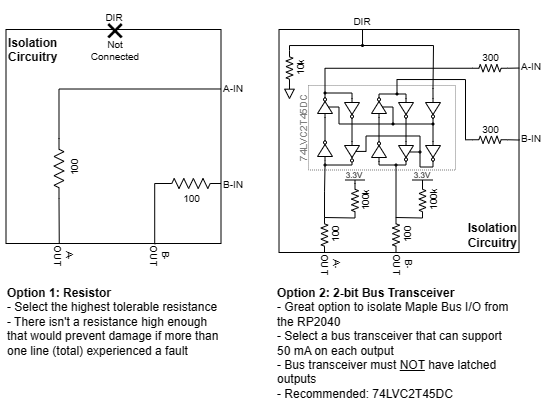 DIR
Isolation
Circuitry
Not
Connected
A-IN
100
B-IN
100
A-
OUT
B-
OUT
DIR
10k
300
A-IN
300
B-IN
74LVC2T45DC
3.3V
100k
3.3V
100k
100
100
Isolation
Circuitry
A-
OUT
B-
OUT
Option 1: Resistor
- Select the highest tolerable resistance
- There isn't a resistance high enough
that would prevent damage if more than
one line (total) experienced a fault
Option 2: 2-bit Bus Transceiver
- Great option to isolate Maple Bus I/O from
the RP2040
- Select a bus transceiver that can support
50 mA on each output
- Bus transceiver must NOT have latched
outputs
- Recommended: 74LVC2T45DC